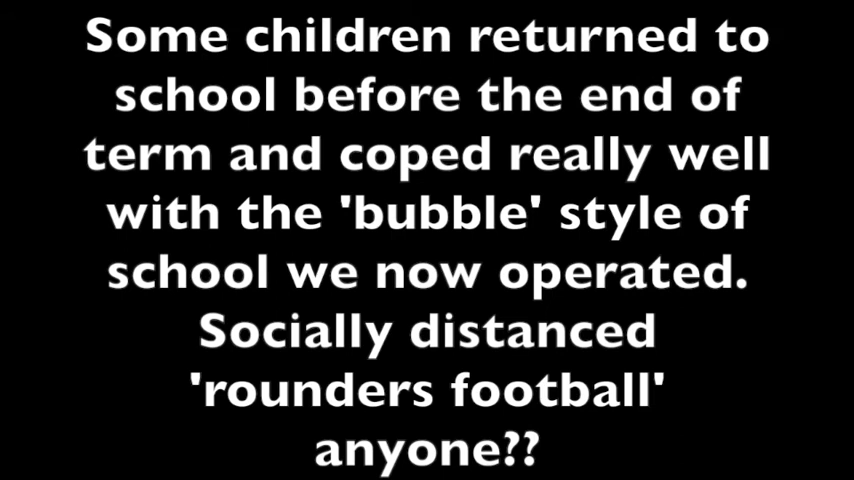 Some children returned to
school before the end of
term and coped really well
with the 'bubble' style of
school we now operated.
Socially distanced
'rounders football'
anyone??